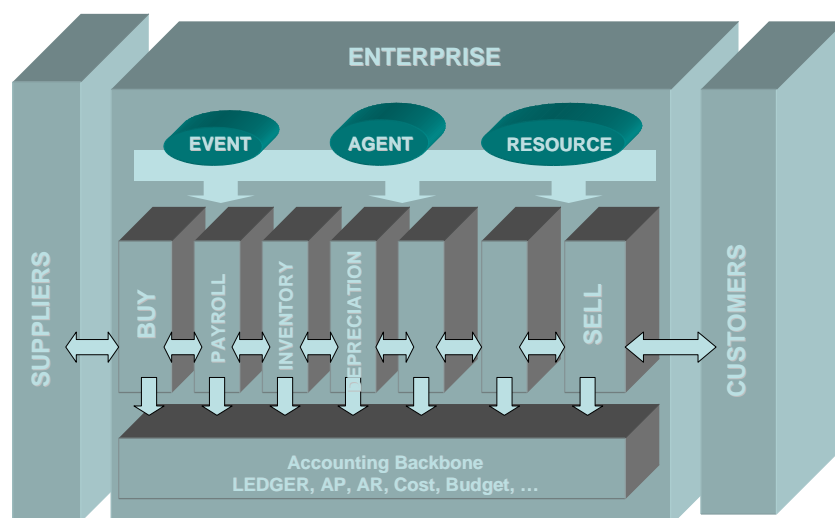 ENTERPRISE
EVENT
AGENT
RESOURCE
SUPPLIERS
BUY
PAYROLL
INVENTORY
DEPRECIATION
SELL
CUSTOMERS
Accounting Backbone
LEDGER, AP, AR, Cost, Budget, …